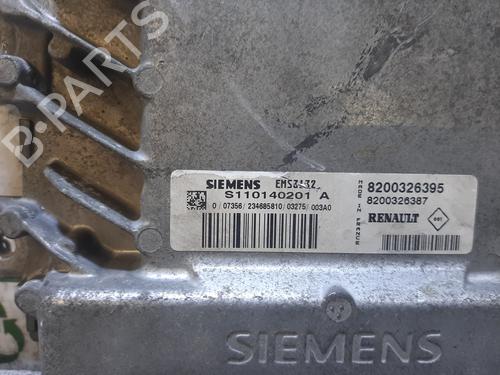 B-PARTS
SIEMENS EMS3132
S110140201 A
0 / 07356 / 234685810 / 03275 / 003A0
MADE IN FRANCE
8200326395
8200326387
RENAULT
SIEMENS